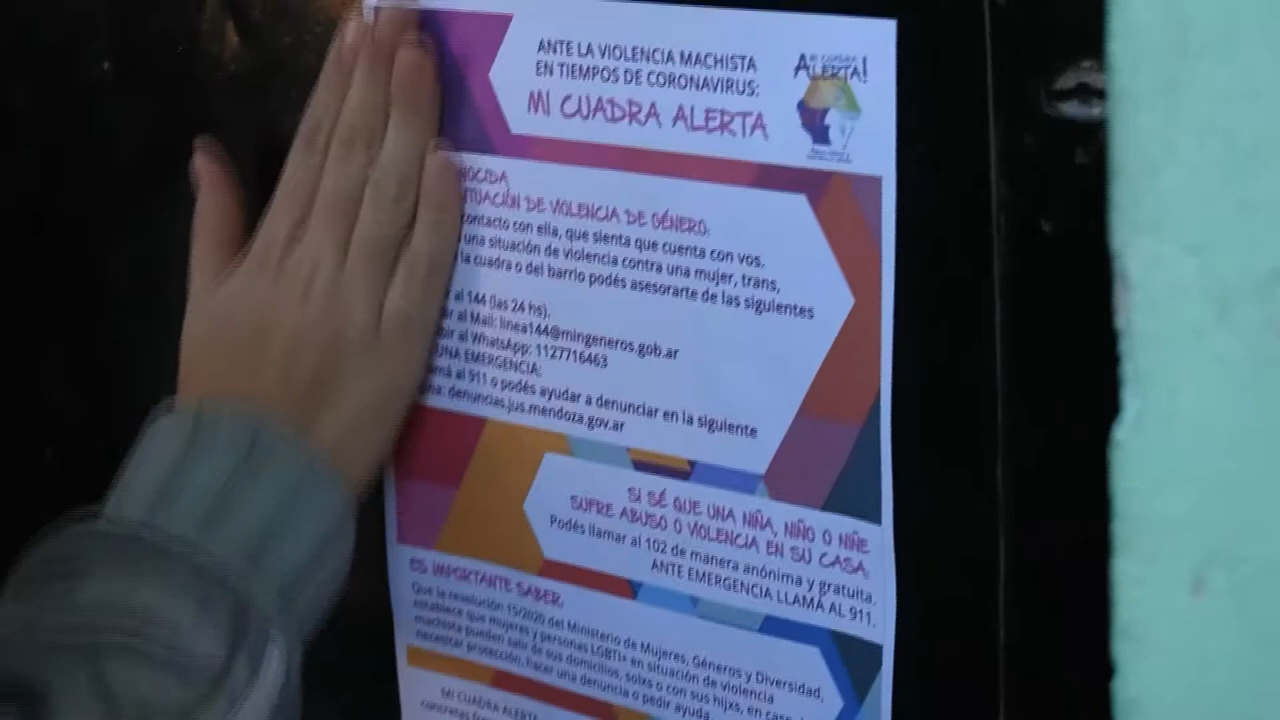 ANTE LA VIOLENCIA MACHISTA
EN TIEMPOS DE CORONAVIRUS:
MI CUADRA ALERTA
ALERTA!
NOCIDA
TUACIÓN DE VIOLENCIA DE GÉNERO:
contacto con ella, que sienta que cuenta con vos.
una situación de violencia contra una mujer, trans,
la cuadra o del barrio podés asesorarte de las siguientes
al 144 (las 24 hs).
ar al Mail: linea144@mingeneros.gob.ar
bir al WhatsApp: 1127716463
UNA EMERGENCIA:
amá al 911 o podés ayudar a denunciar en la siguiente
na: denuncias.jus.mendoza.gov.ar
SI SÉ QUE UNA NIÑA, NIÑO O NIÑE
SUFRE ABUSO O VIOLENCIA EN SU CASA:
Podés llamar al 102 de manera anónima y gratuita.
ANTE EMERGENCIA LLAMÁ AL 911.
ES IMPORTANTE SABER:
Que la resolución 15/2020 del Ministerio de Mujeres, Géneros y Diversidad,
establece que mujeres y personas LGBTI+ en situación de violencia
machista pueden salir de sus domicilios, solxs o con sus hijxs, en caso de
necesitar protección, hacer una denuncia o pedir ayuda.
MI CUADRA ALERTA
concretas